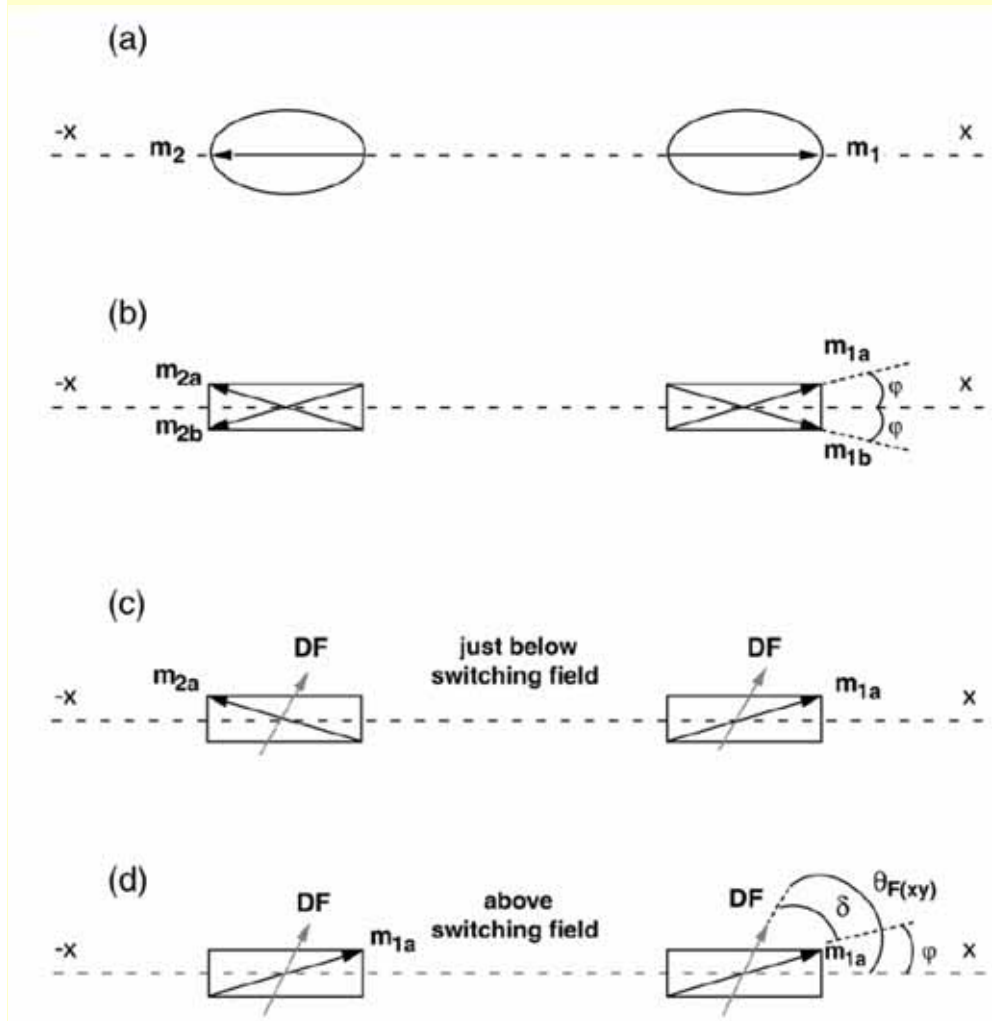 (a)
-x
m2
m1
x
(b)
-x
m2a
m2b
m1a
φ
φ
m1b
x
(c)
DF
just below
switching field
DF
-x
m2a
m1a
x
(d)
DF
above
switching field
DF
δ
θF(xy)
-x
m1a
m1a
φ
x